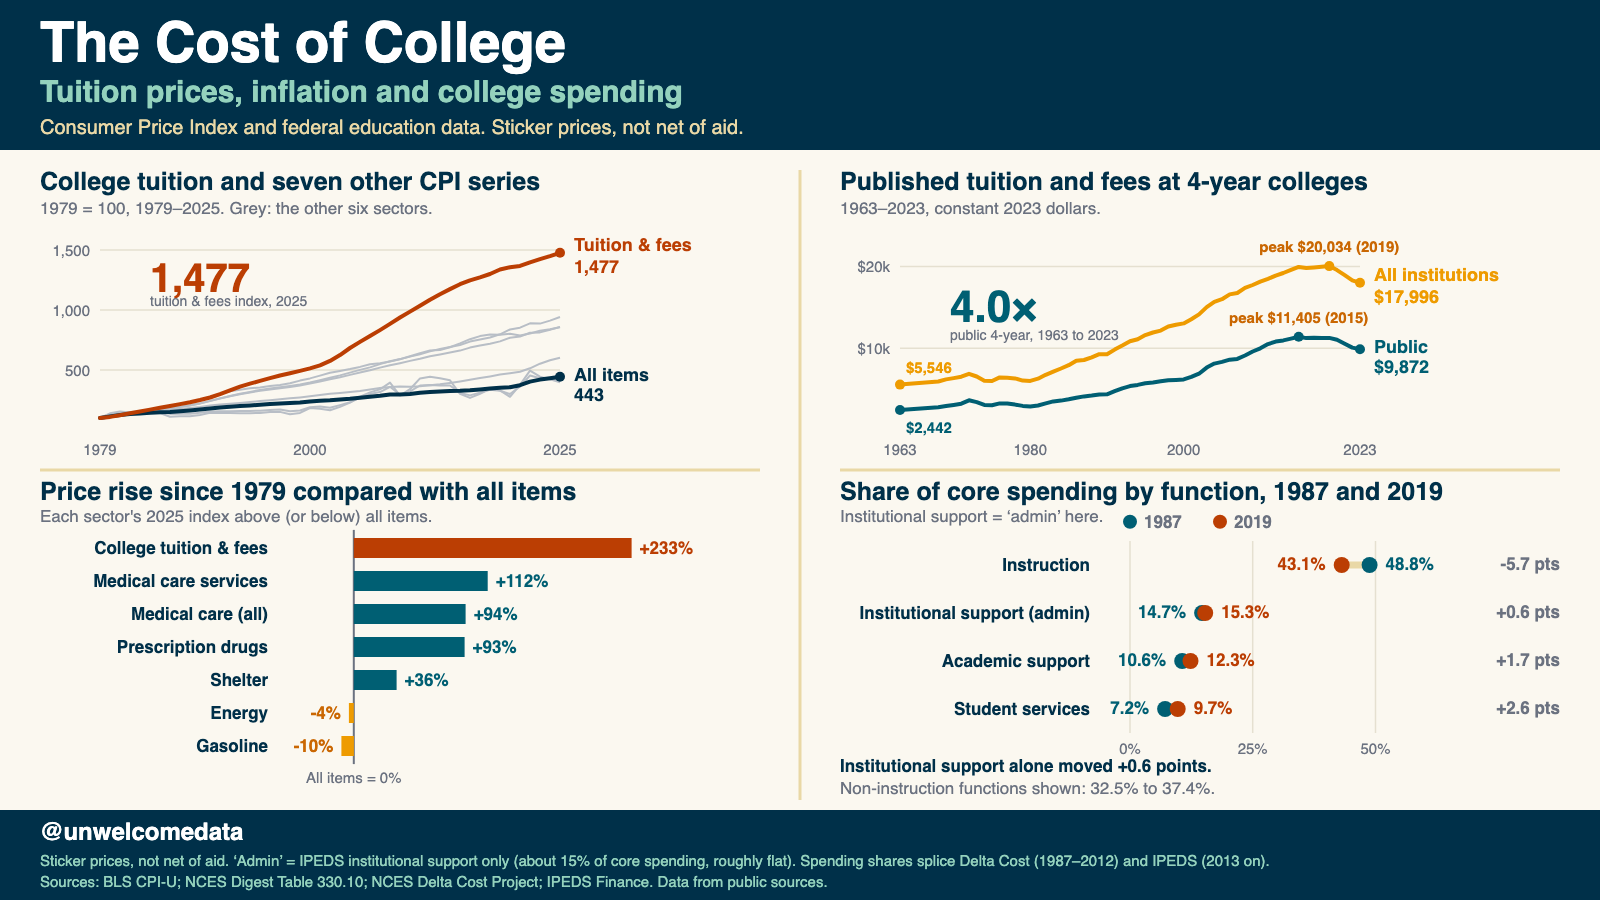 The Cost of College
Tuition prices, inflation and college spending
Consumer Price Index and federal education data. Sticker prices, not net of aid.
College tuition and seven other CPI series
1979 = 100, 1979–2025. Grey: the other six sectors.
1,500
1,000
500
1,477
tuition & fees index, 2025
Tuition & fees
1,477
All items
443
1979
2000
2025
Published tuition and fees at 4-year colleges
1963–2023, constant 2023 dollars.
$20k
$10k
4.0×
public 4-year, 1963 to 2023
peak $20,034 (2019)
All institutions
$17,996
peak $11,405 (2015)
Public
$9,872
$5,546
$2,442
1963
1980
2000
2023
Price rise since 1979 compared with all items
Each sector's 2025 index above (or below) all items.
College tuition & fees +233%
Medical care services +112%
Medical care (all) +94%
Prescription drugs +93%
Shelter +36%
Energy -4%
Gasoline -10%
All items = 0%
Share of core spending by function, 1987 and 2019
Institutional support = ‘admin’ here.
1987
2019
Instruction 43.1% 48.8% -5.7 pts
Institutional support (admin) 14.7% 15.3% +0.6 pts
Academic support 10.6% 12.3% +1.7 pts
Student services 7.2% 9.7% +2.6 pts
0%
25%
50%
Institutional support alone moved +0.6 points.
Non-instruction functions shown: 32.5% to 37.4%.
@unwelcomedata
Sticker prices, not net of aid. ‘Admin’ = IPEDS institutional support only (about 15% of core spending, roughly flat). Spending shares splice Delta Cost (1987–2012) and IPEDS (2013 on).
Sources: BLS CPI-U; NCES Digest Table 330.10; NCES Delta Cost Project; IPEDS Finance. Data from public sources.